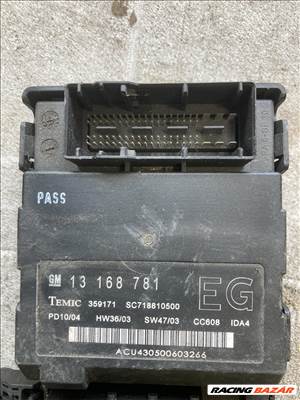 PASS
GM 13 168 781
TEMIC 359171 SC718810500 EG
PD10/04 HW36/03 SW47/03 CC608 IDA4
ACU430500603266
RACING BAZÁR